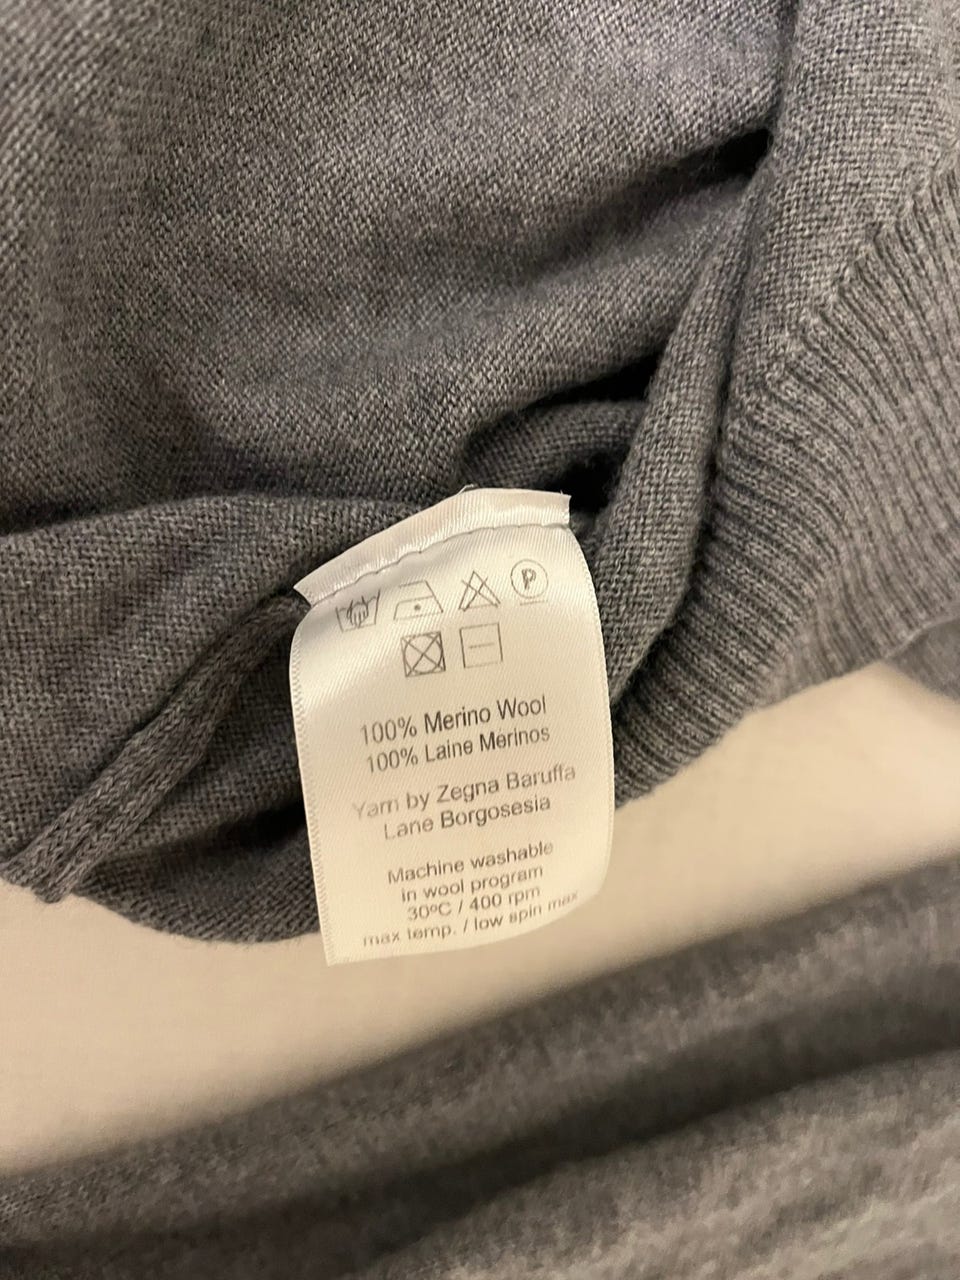 P
100% Merino Wool
100% Laine Merinos
Yarn by Zegna Baruffa
Lane Borgosesia
Machine washable
in wool program
30ºC / 400 rpm
max temp. / low spin max